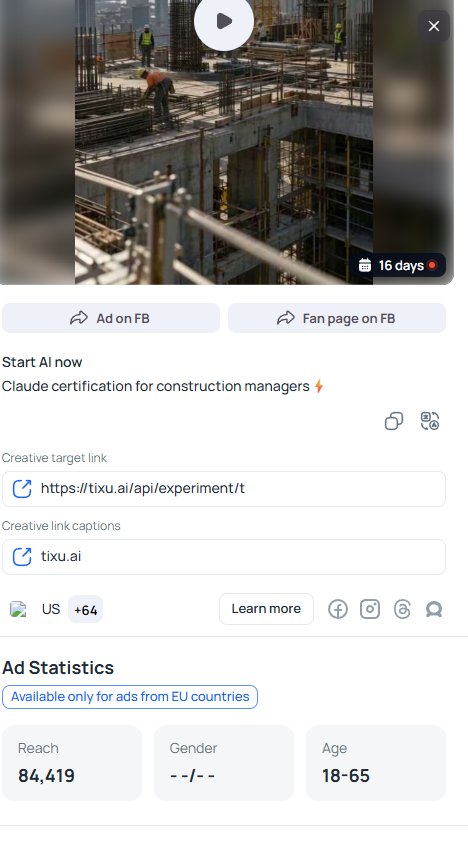 16 days
Ad on FB
Fan page on FB
Start AI now
Claude certification for construction managers⚡
Creative target link
https://tixu.ai/api/experiment/t
Creative link captions
tixu.ai
US +64 Learn more
Ad Statistics
Available only for ads from EU countries
Reach Gender Age
84,419 - -/- - 18-65